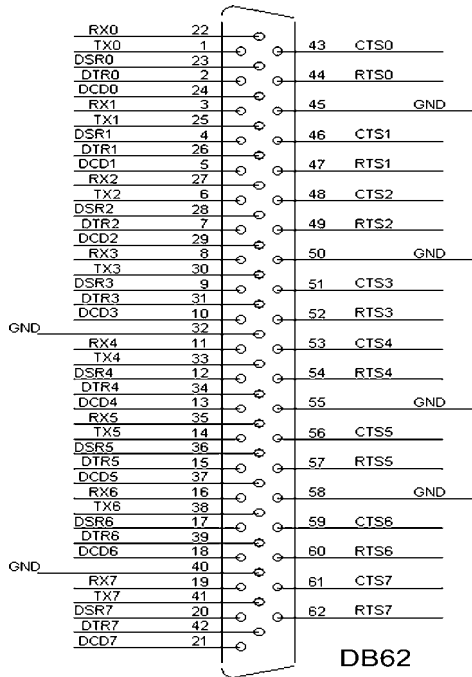 RX0 22
TX0 1 43 CTS0
DSR0 23
DTR0 2 44 RTS0
DCD0 24
RX1 3 45 GND
TX1 25
DSR1 4 46 CTS1
DTR1 26
DCD1 5 47 RTS1
RX2 27
TX2 6 48 CTS2
DSR2 28
DTR2 7 49 RTS2
DCD2 29
RX3 8 50 GND
TX3 30
DSR3 9 51 CTS3
DTR3 31
DCD3 10 52 RTS3
GND 32
RX4 11 53 CTS4
TX4 33
DSR4 12 54 RTS4
DTR4 34
DCD4 13 55 GND
RX5 35
TX5 14 56 CTS5
DSR5 36
DTR5 15 57 RTS5
DCD5 37
RX6 16 58 GND
TX6 38
DSR6 17 59 CTS6
DTR6 39
DCD6 18 60 RTS6
GND 40
RX7 19 61 CTS7
TX7 41
DSR7 20 62 RTS7
DTR7 42
DCD7 21
DB62